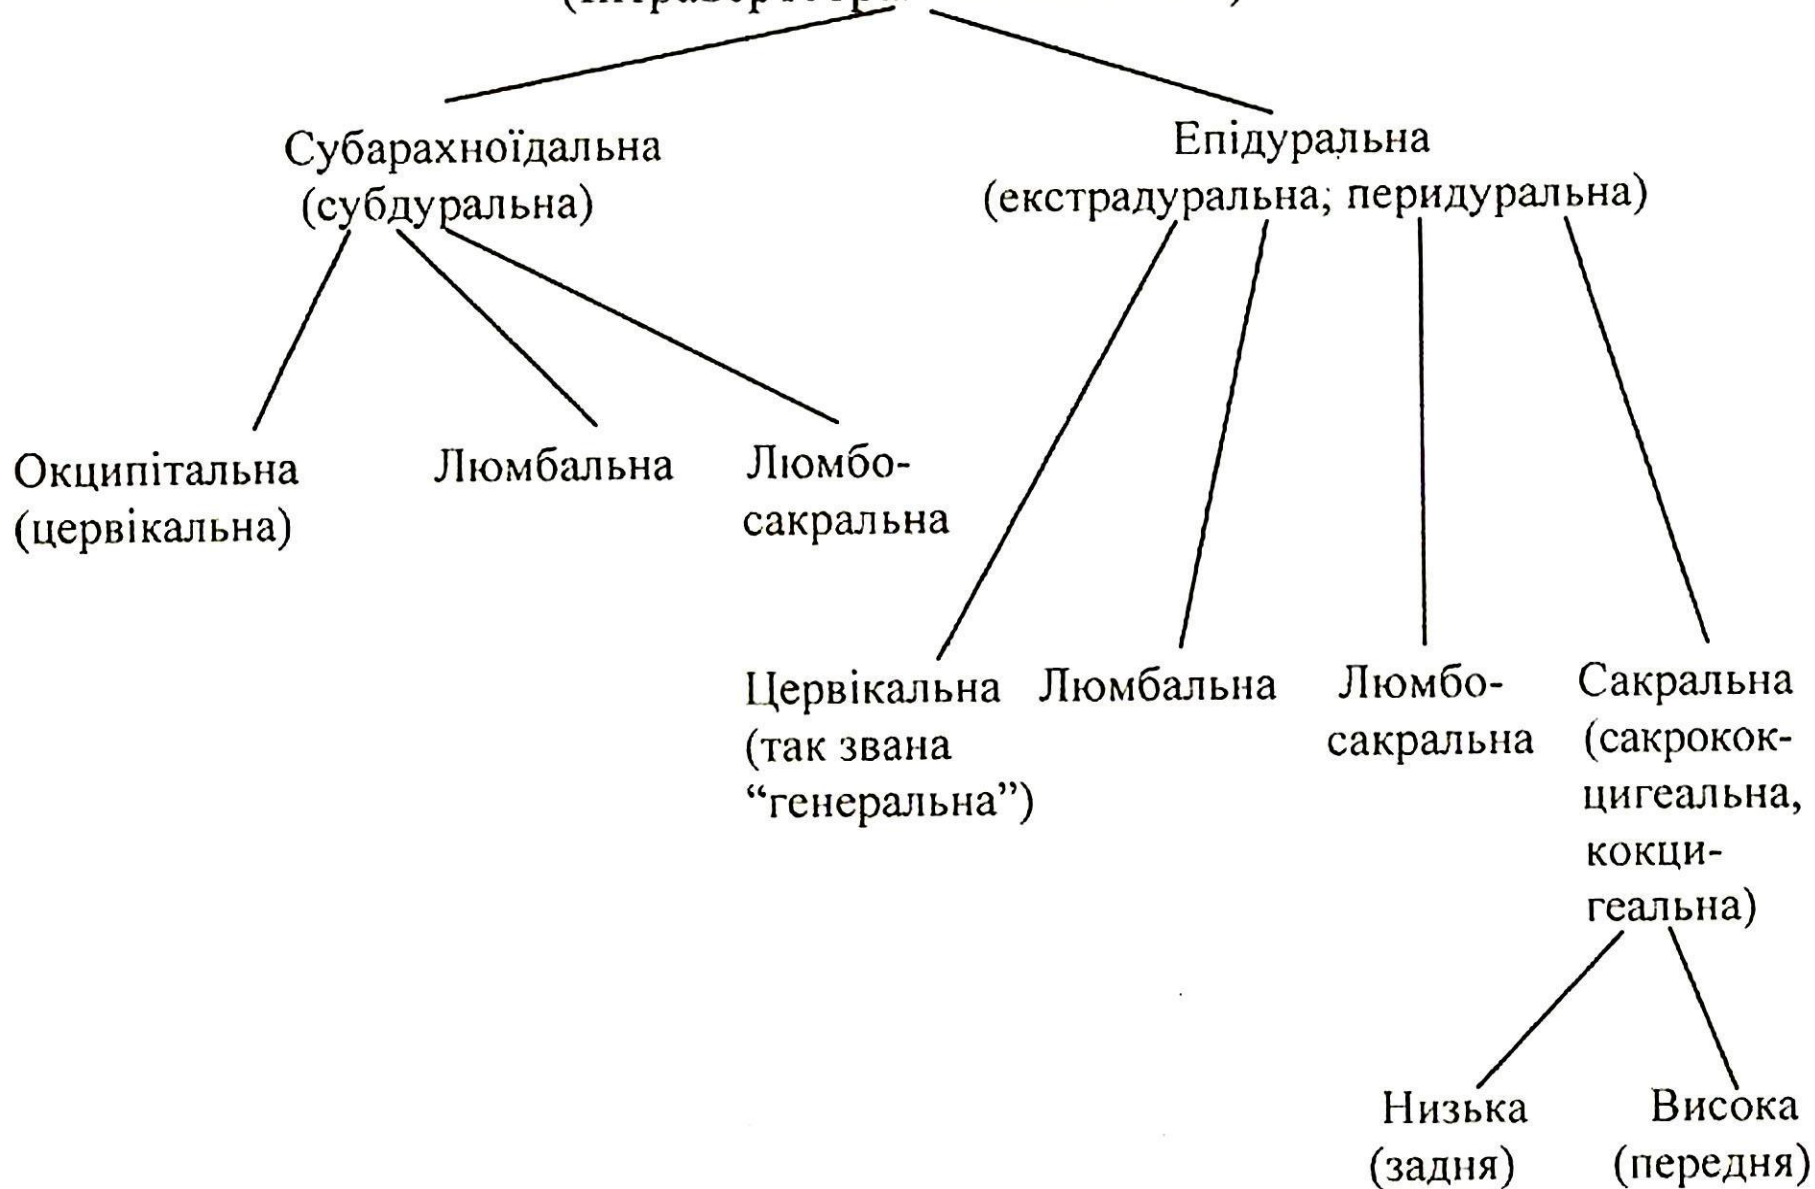 Субарахноїдальна
(субдуральна)
Епідуральна
(екстрадуральна; перидуральна)
Окципітальна
(цервікальна)
Люмбальна
Люмбо-
сакральна
Цервікальна
(так звана
“генеральна”)
Люмбальна
Люмбо-
сакральна
Сакральна
(сакрокок-
цигеальна,
кокци-
геальна)
Низька
(задня)
Висока
(передня)